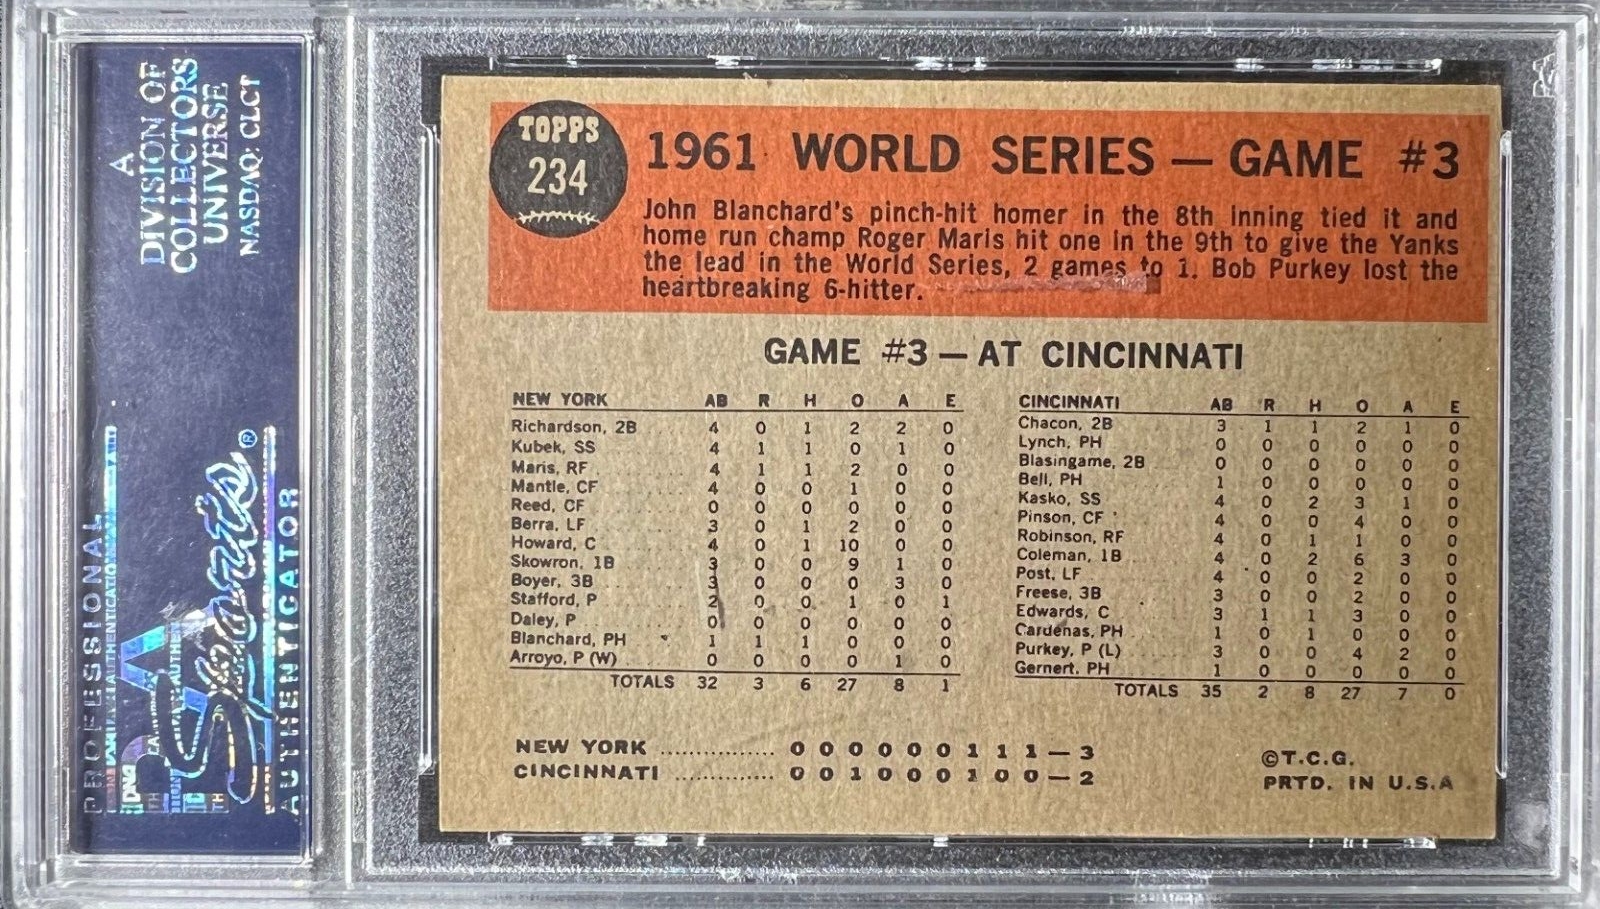 A
DIVISION OF
COLLECTORS
UNIVERSE
NASDAQ: CLCT
PROFESSIONAL
Sports®
AUTHENTICATOR
TOPPS
234
1961 WORLD SERIES — GAME #3
John Blanchard's pinch-hit homer in the 8th inning tied it and
home run champ Roger Maris hit one in the 9th to give the Yanks
the lead in the World Series, 2 games to 1. Bob Purkey lost the
heartbreaking 6-hitter.
GAME #3 — AT CINCINNATI
NEW YORK AB R H O A E
Richardson, 2B 4 0 1 2 2 0
Kubek, SS 4 1 1 0 1 0
Maris, RF 4 1 1 2 0 0
Mantle, CF 4 0 0 1 0 0
Reed, CF 0 0 0 0 0 0
Berra, LF 3 0 1 2 0 0
Howard, C 4 0 1 10 0 0
Skowron, 1B 3 0 0 9 1 0
Boyer, 3B 3 0 0 0 3 0
Stafford, P 2 0 0 1 0 1
Daley, P 0 0 0 0 0 0
Blanchard, PH 1 1 1 0 0 0
Arroyo, P (W) 0 0 0 0 1 0
TOTALS 32 3 6 27 8 1
CINCINNATI AB R H O A E
Chacon, 2B 3 1 1 2 1 0
Lynch, PH 0 0 0 0 0 0
Blasingame, 2B 0 0 0 0 0 0
Bell, PH 1 0 0 0 0 0
Kasko, SS 4 0 2 3 1 0
Pinson, CF 4 0 0 4 0 0
Robinson, RF 4 0 1 1 0 0
Coleman, 1B 4 0 2 6 3 0
Post, LF 4 0 0 2 0 0
Freese, 3B 3 0 0 2 0 0
Edwards, C 3 1 1 3 0 0
Cardenas, PH 1 0 1 0 0 0
Purkey, P (L) 3 0 0 4 2 0
Gernert, PH 1 0 0 0 0 0
TOTALS 35 2 8 27 7 0
NEW YORK .............. 0 0 0 0 0 0 1 1 1 — 3
CINCINNATI ............ 0 0 1 0 0 0 1 0 0 — 2
©T.C.G.
PRTD. IN U.S.A